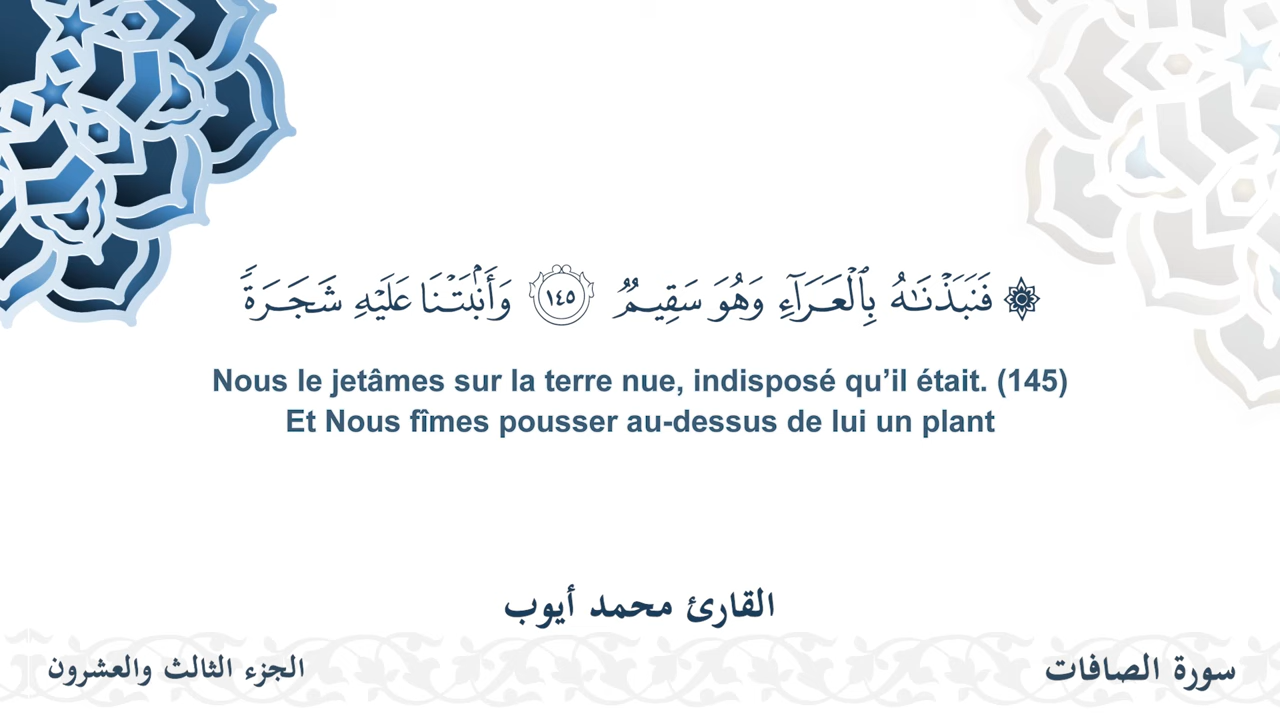 ۞ فَنَبَذْنَٰهُ بِٱلْعَرَآءِ وَهُوَ سَقِيمٌ ١٤٥ وَأَنۢبَتْنَا عَلَيْهِ شَجَرَةً
Nous le jetâmes sur la terre nue, indisposé qu’il était. (145)
Et Nous fîmes pousser au-dessus de lui un plant
القارئ محمد أيوب
سورة الصافات
الجزء الثالث والعشرون